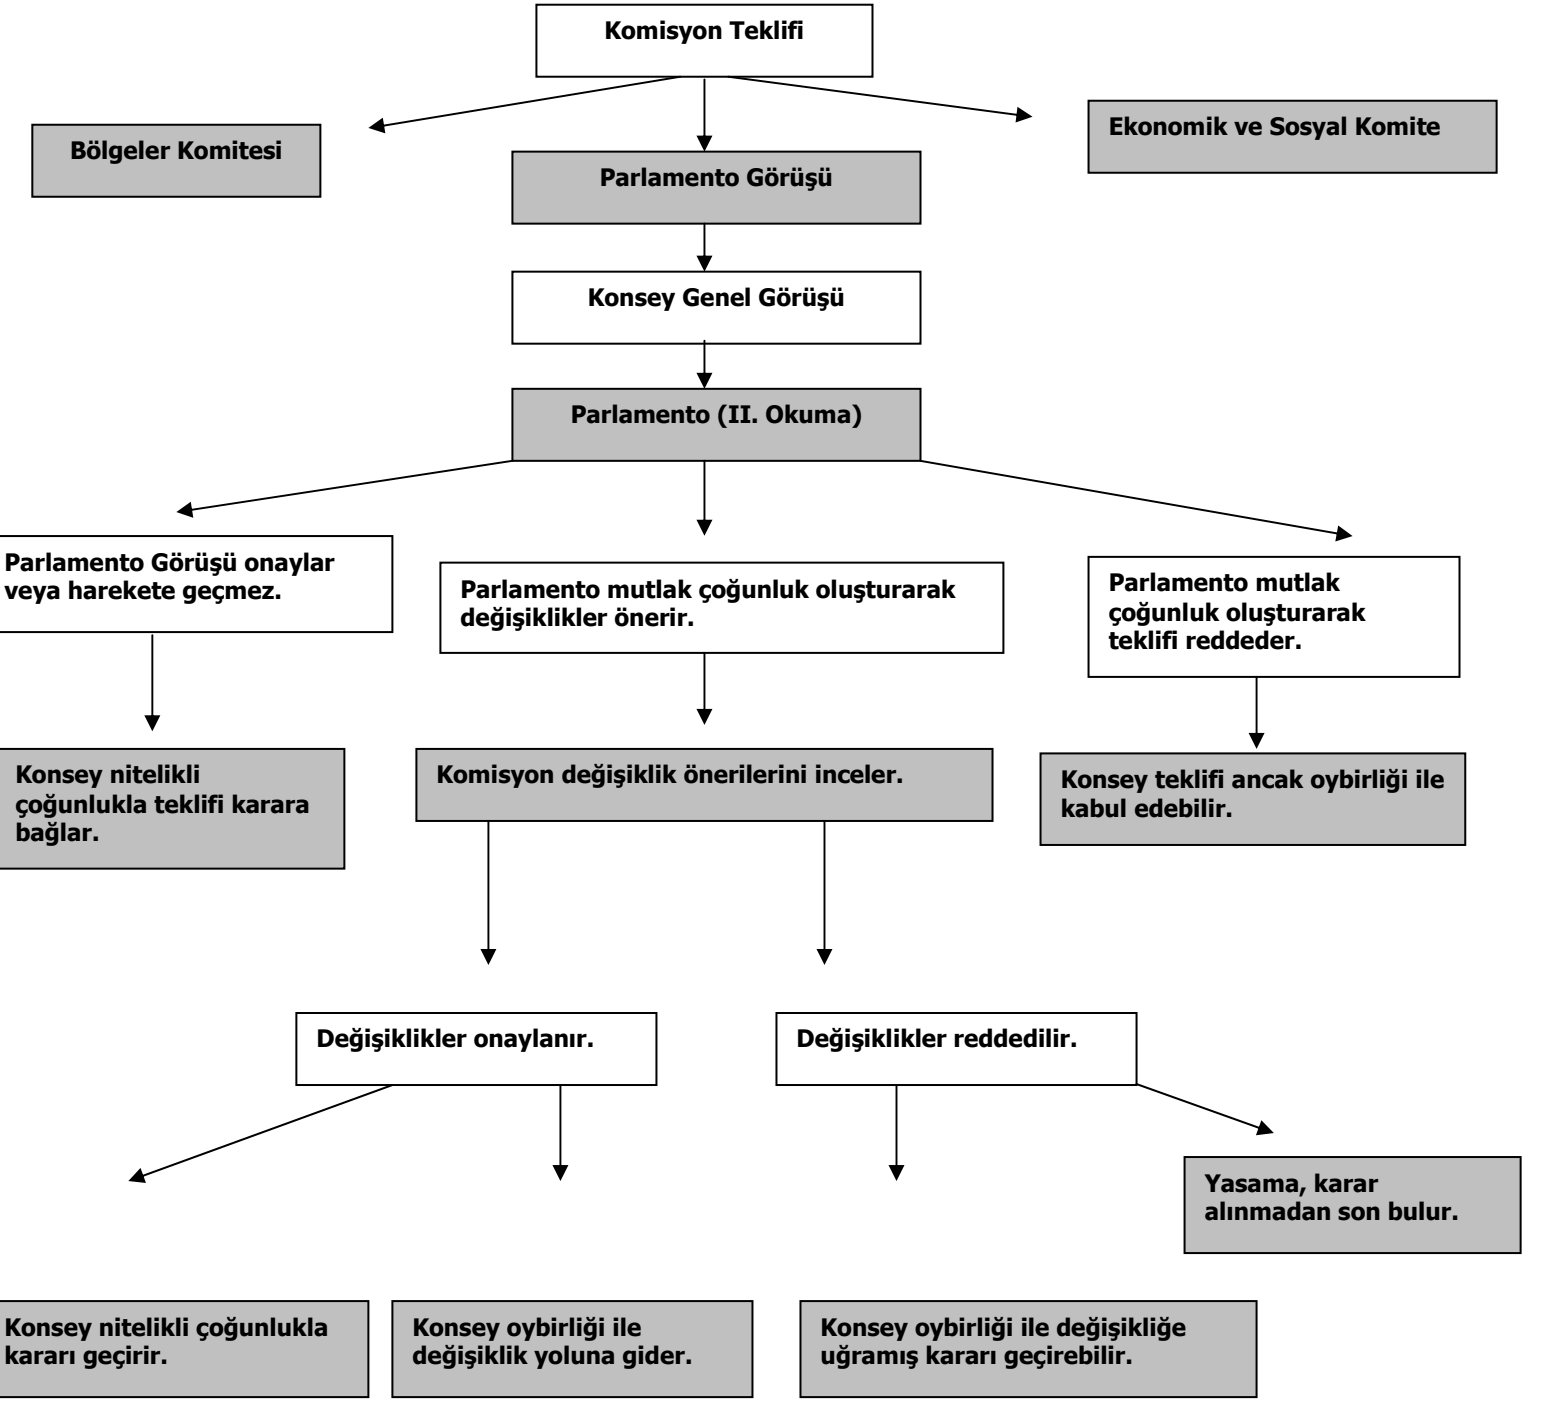 Komisyon Teklifi
Bölgeler Komitesi
Ekonomik ve Sosyal Komite
Parlamento Görüşü
Konsey Genel Görüşü
Parlamento (II. Okuma)
Parlamento Görüşü onaylar
veya harekete geçmez.
Parlamento mutlak çoğunluk oluşturarak
değişiklikler önerir.
Parlamento mutlak
çoğunluk oluşturarak
teklifi reddeder.
Konsey nitelikli
çoğunlukla teklifi karara
bağlar.
Komisyon değişiklik önerilerini inceler.
Konsey teklifi ancak oybirliği ile
kabul edebilir.
Değişiklikler onaylanır.
Değişiklikler reddedilir.
Yasama, karar
alınmadan son bulur.
Konsey nitelikli çoğunlukla
kararı geçirir.
Konsey oybirliği ile
değişiklik yoluna gider.
Konsey oybirliği ile değişikliğe
uğramış kararı geçirebilir.